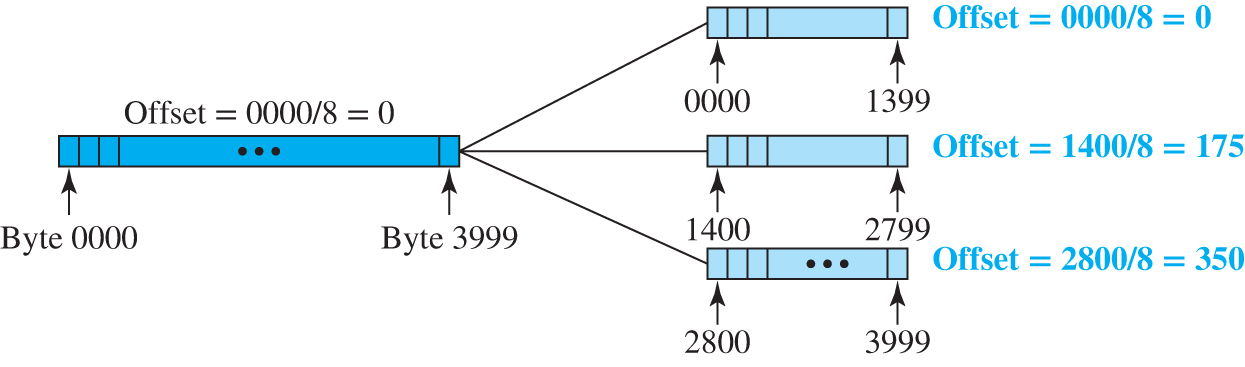 Offset = 0000/8 = 0
Byte 0000
Byte 3999
Offset = 0000/8 = 0
0000
1399
Offset = 1400/8 = 175
1400
2799
Offset = 2800/8 = 350
2800
3999